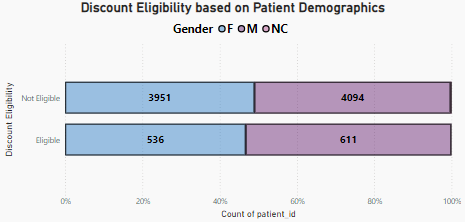 Discount Eligibility based on Patient Demographics
Gender F M NC
Discount Eligibility
Not Eligible 3951 4094
Eligible 536 611
0% 20% 40% 60% 80% 100%
Count of patient_id